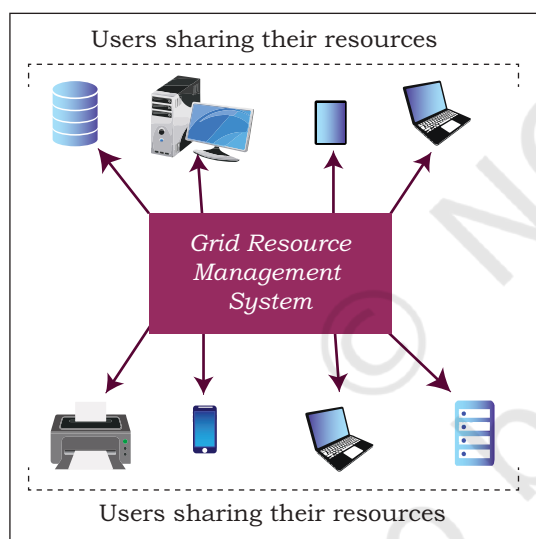 Users sharing their resources
Grid Resource
Management
System
Users sharing their resources